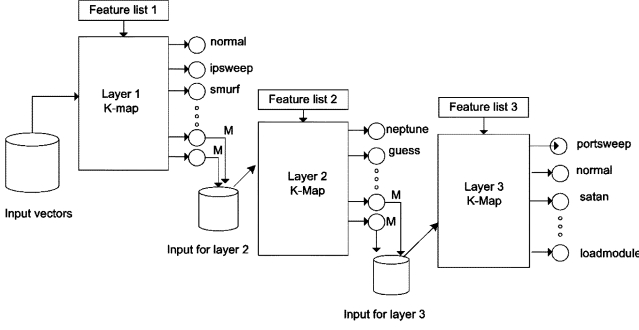 Feature list 1
Layer 1
K-map
normal
ipsweep
smurf
M
M
Input vectors
Input for layer 2
Feature list 2
Layer 2
K-Map
neptune
guess
M
M
Input for layer 3
Feature list 3
Layer 3
K-Map
portsweep
normal
satan
loadmodule